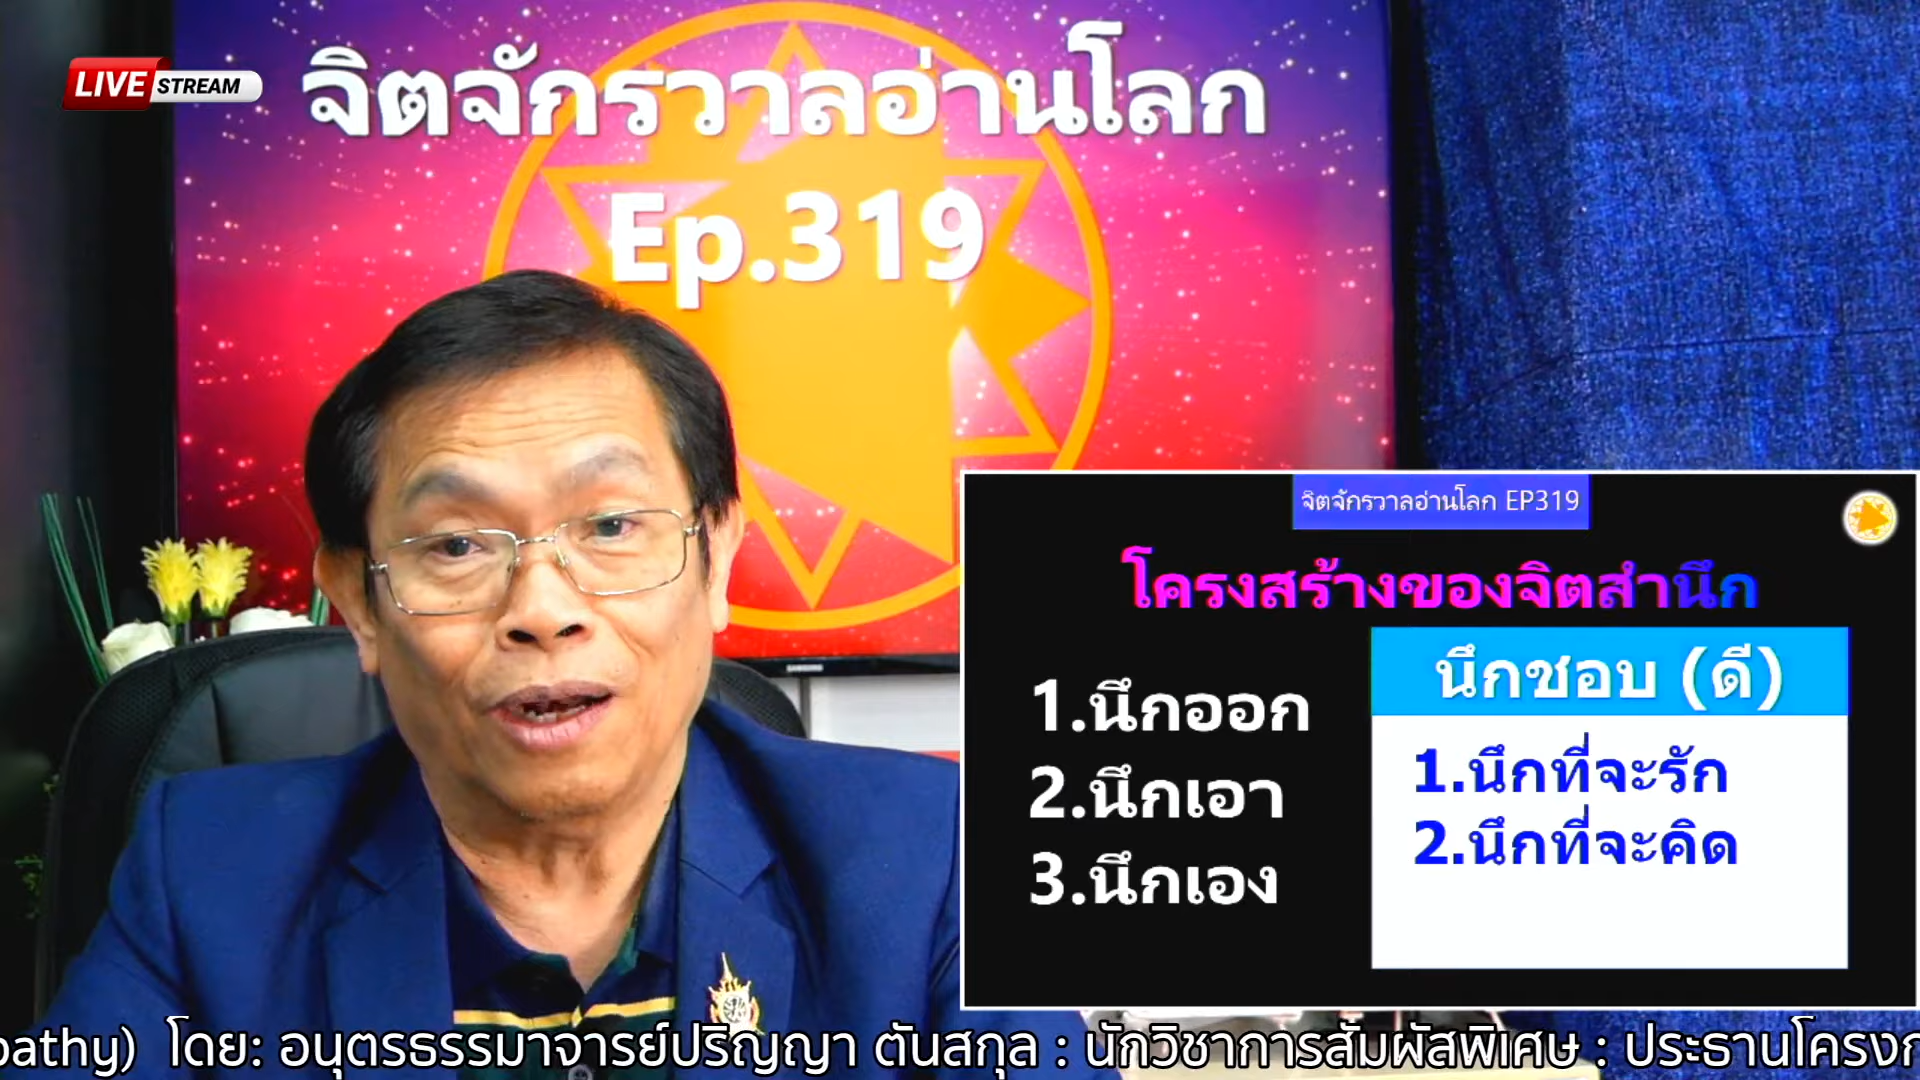 LIVE STREAM
จิตจักรวาลอ่านโลก
Ep.319
จิตจักรวาลอ่านโลก EP319
โครงสร้างของจิตสำนึก
1.นึกออก
2.นึกเอา
3.นึกเอง
นึกชอบ (ดี)
1.นึกที่จะรัก
2.นึกที่จะคิด
SAMSUNG
pathy) โดย: อนุตรธรรมาจารย์ปริญญา ตันสกุล : นักวิชาการสัมผัสพิเศษ : ประธานโครงก